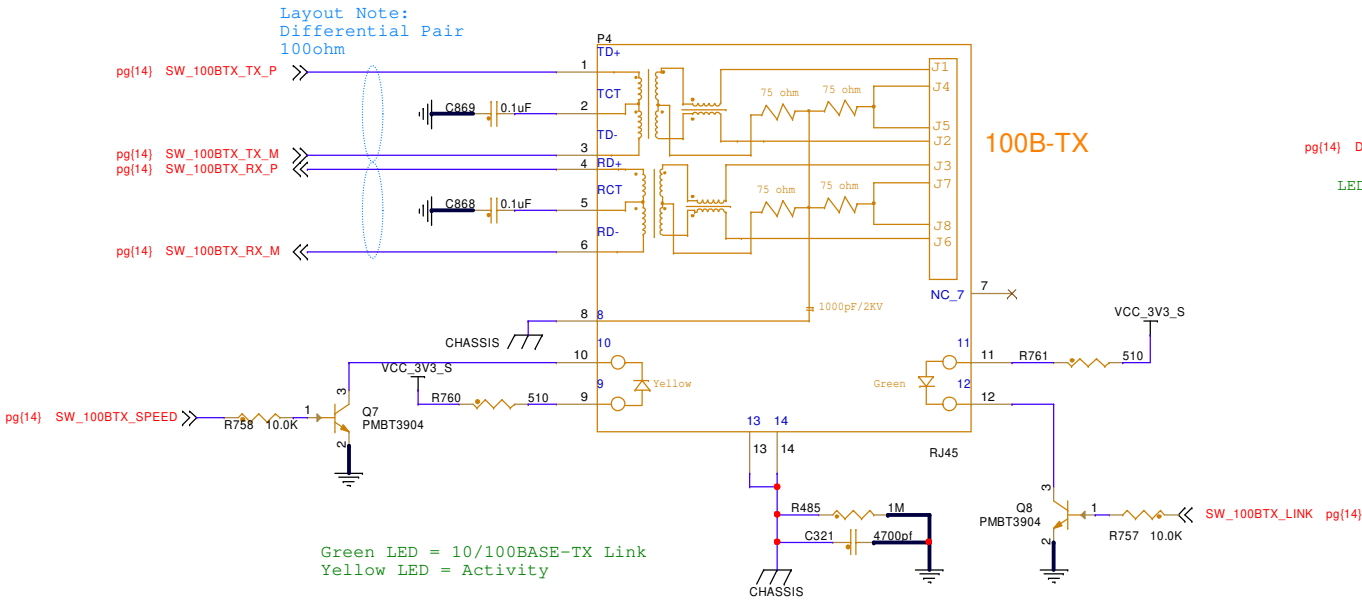 Layout Note:
Differential Pair
100ohm
P4
TD+
pg{14} SW_100BTX_TX_P
1
J1
J4
75 ohm
75 ohm
TCT
C869
0.1uF
2
J5
TD-
J2
100B-TX
pg{14} SW_100BTX_TX_M
3
pg{14} D
RD+
pg{14} SW_100BTX_RX_P
4
J3
J7
LED
RCT
75 ohm
75 ohm
C868
0.1uF
5
J8
RD-
J6
pg{14} SW_100BTX_RX_M
6
NC_7
7
1000pF/2KV
8
8
VCC_3V3_S
CHASSIS
10
11
10
11
R761
510
VCC_3V3_S
Yellow
Green
9
12
R760
510
9
12
3
pg{14} SW_100BTX_SPEED
1
Q7
PMBT3904
R758
10.0K
2
13
14
13
14
RJ45
3
R485
1M
Q8
PMBT3904
1
SW_100BTX_LINK pg{14}
C321
4700pf
R757
10.0K
2
Green LED = 10/100BASE-TX Link
Yellow LED = Activity
CHASSIS